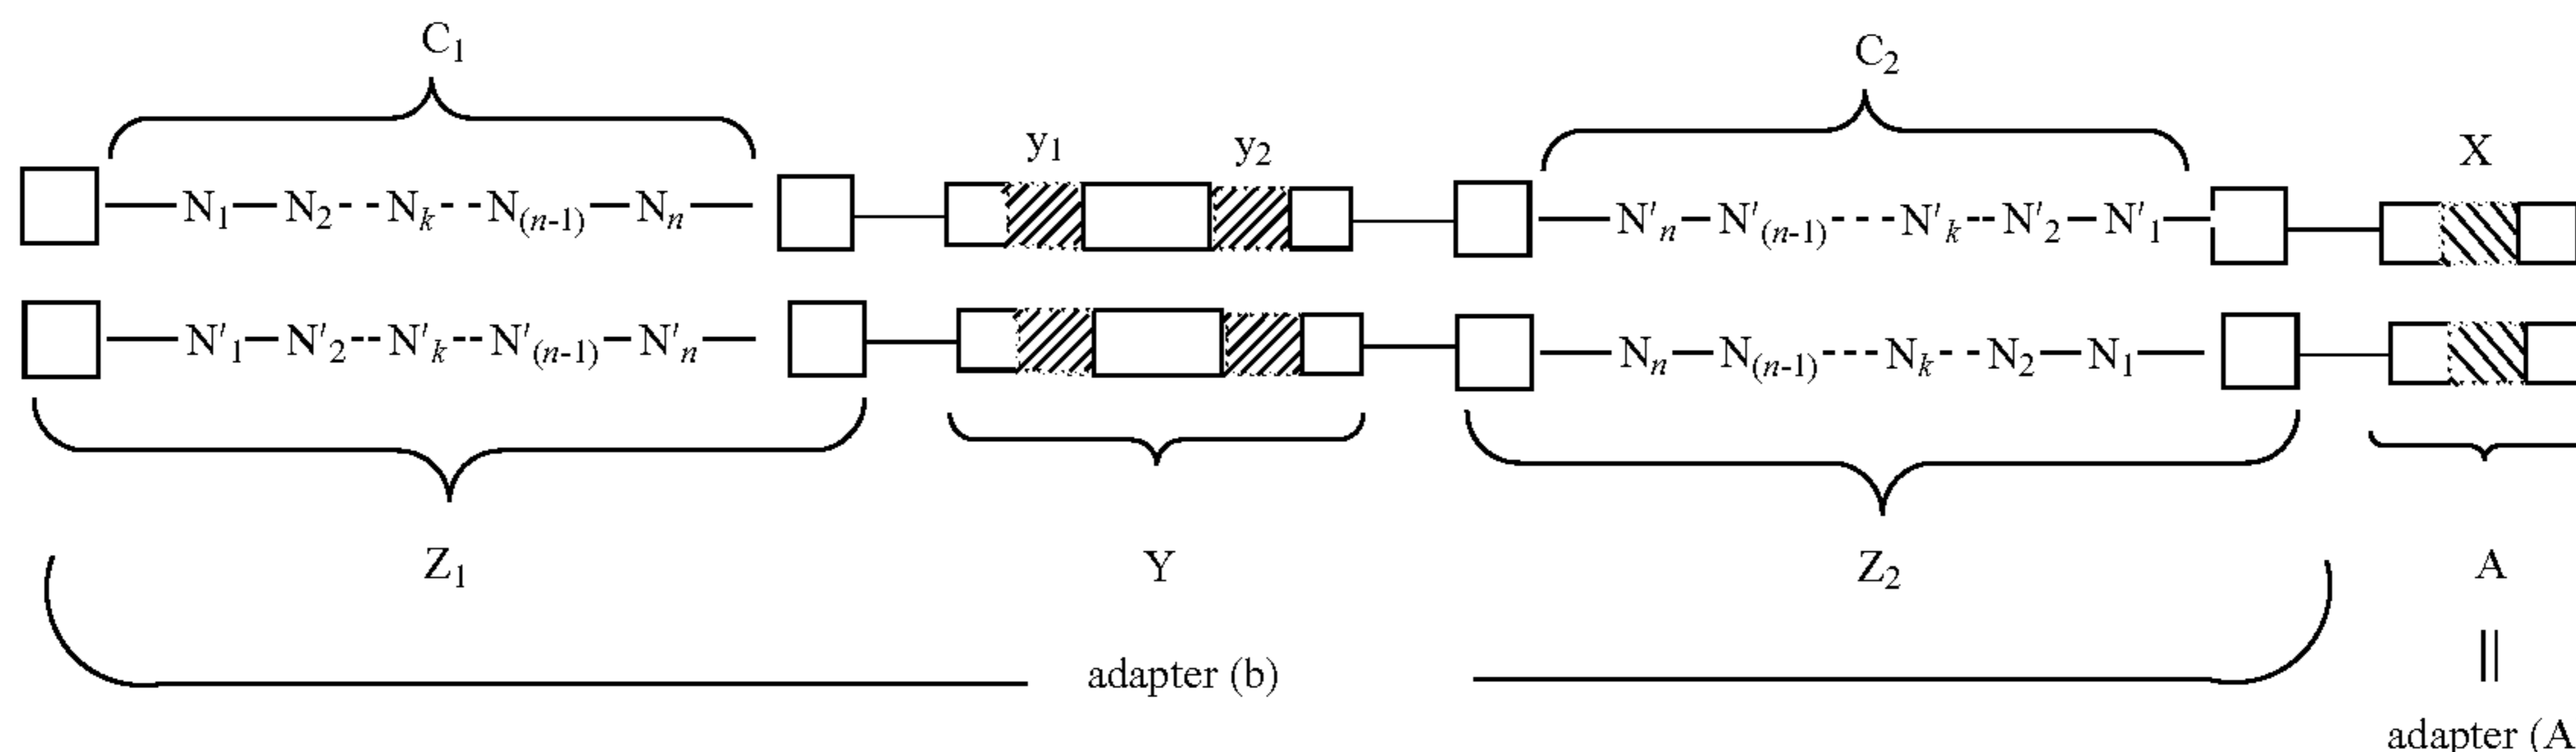 C₁ C₂
y₁ y₂ X
N₁—N₂--Nₖ--N₍ₙ₋₁₎—Nₙ N'ₙ—N'₍ₙ₋₁₎---N'ₖ--N'₂—N'₁
N'₁—N'₂--N'ₖ--N'₍ₙ₋₁₎—N'ₙ Nₙ—N₍ₙ₋₁₎---Nₖ--N₂—N₁
Z₁ Y Z₂ A
||
adapter (b)
adapter (A